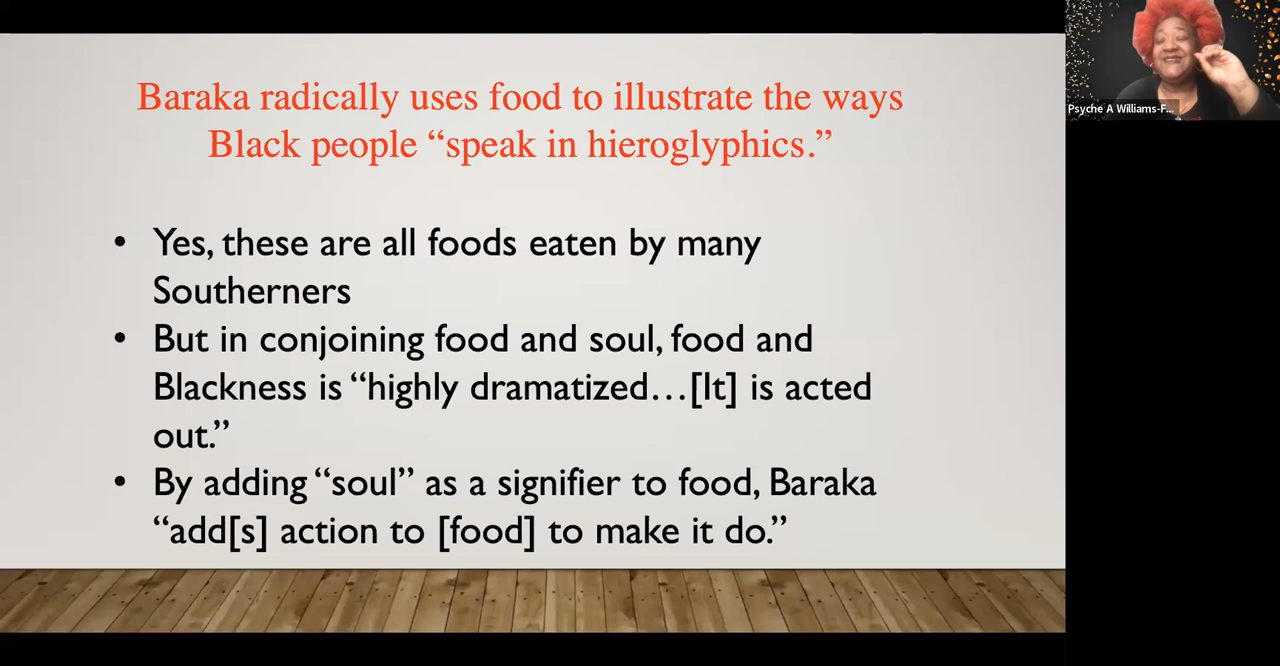 Baraka radically uses food to illustrate the ways
Black people “speak in hieroglyphics.”
• Yes, these are all foods eaten by many
Southerners
• But in conjoining food and soul, food and
Blackness is “highly dramatized…[It] is acted
out.”
• By adding “soul” as a signifier to food, Baraka
“add[s] action to [food] to make it do.”
Psyche A Williams-F...